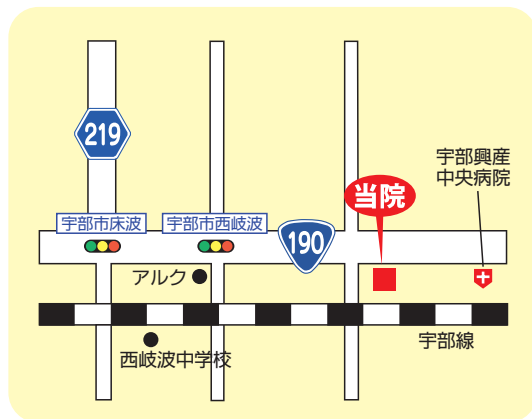 219
宇部興産
中央病院
当院
宇部市床波
宇部市西岐波
190
アルク
宇部線
西岐波中学校